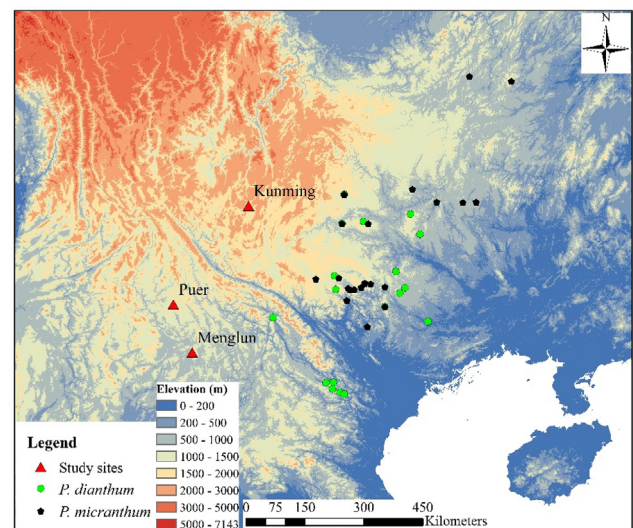 N
Kunming
Puer
Menglun
Elevation (m)
0 - 200
200 - 500
500 - 1000
1000 - 1500
1500 - 2000
2000 - 3000
3000 - 5000
5000 - 7143
Legend
Study sites
P. dianthum
P. micranthum
0 75 150 300 450
Kilometers